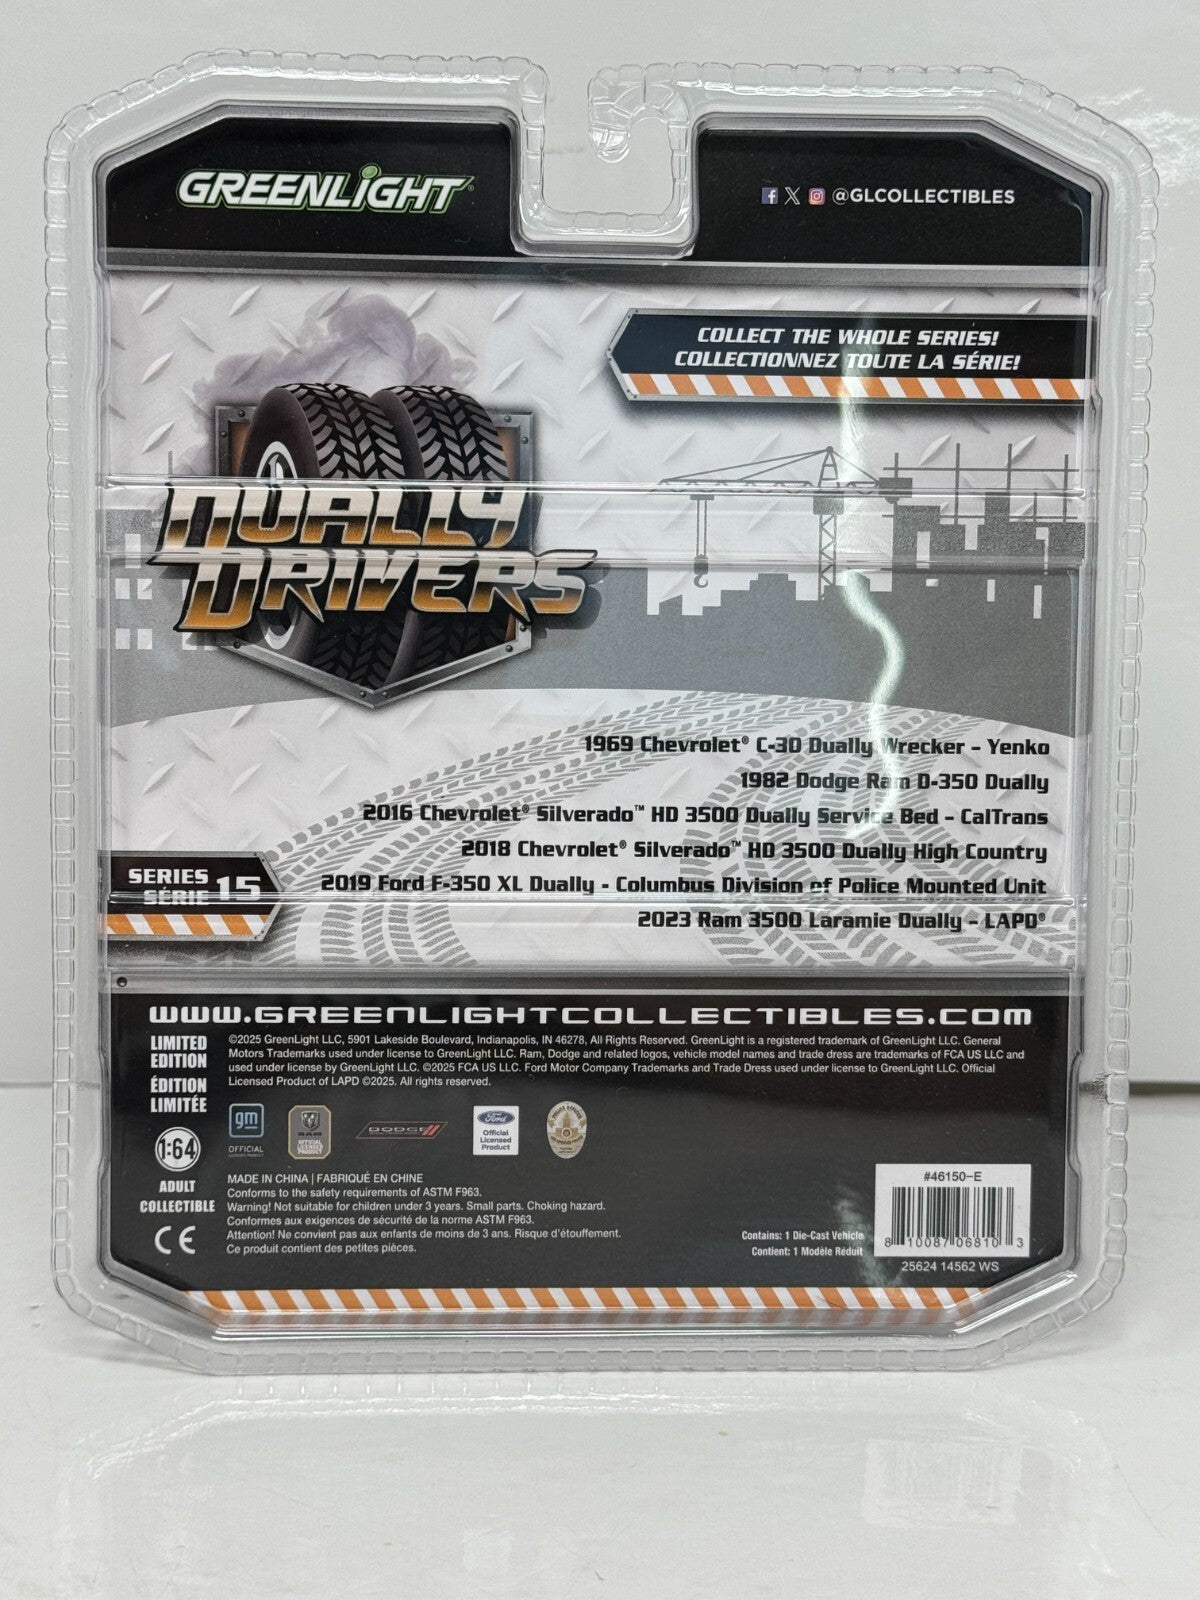 GREENLiGHT®
@GLCOLLECTIBLES
COLLECT THE WHOLE SERIES!
COLLECTIONNEZ TOUTE LA SÉRIE!
DUALLY
DRIVERS
1969 Chevrolet® C-30 Dually Wrecker - Yenko
1982 Dodge Ram D-350 Dually
2016 Chevrolet® Silverado™ HD 3500 Dually Service Bed - CalTrans
2018 Chevrolet® Silverado™ HD 3500 Dually High Country
2019 Ford F-350 XL Dually - Columbus Division of Police Mounted Unit
2023 Ram 3500 Laramie Dually - LAPD®
SERIES
SÉRIE 15
WWW.GREENLIGHTCOLLECTIBLES.COM
LIMITED
EDITION
ÉDITION
LIMITÉE
©2025 GreenLight LLC, 5901 Lakeside Boulevard, Indianapolis, IN 46278, All Rights Reserved. GreenLight is a registered trademark of GreenLight LLC. General
Motors Trademarks used under license to GreenLight LLC. Ram, Dodge and related logos, vehicle model names and trade dress are trademarks of FCA US LLC and
used under license by GreenLight LLC. ©2025 FCA US LLC. Ford Motor Company Trademarks and Trade Dress used under license to GreenLight LLC. Official
Licensed Product of LAPD ©2025. All rights reserved.
gm
OFFICIAL
LICENSED PRODUCT
RAM
OFFICIAL
LICENSED
PRODUCT
DODGE
Ford
Official
Licensed
Product
1:64
ADULT
COLLECTIBLE
CE
MADE IN CHINA | FABRIQUÉ EN CHINE
Conforms to the safety requirements of ASTM F963.
Warning! Not suitable for children under 3 years. Small parts. Choking hazard.
Conformes aux exigences de sécurité de la norme ASTM F963.
Attention! Ne convient pas aux enfants de moins de 3 ans. Risque d'étouffement.
Ce produit contient des petites pièces.
Contains: 1 Die-Cast Vehicle
Contient: 1 Modèle Réduit
#46150-E
8 10087 06810 3
25624 14562 WS